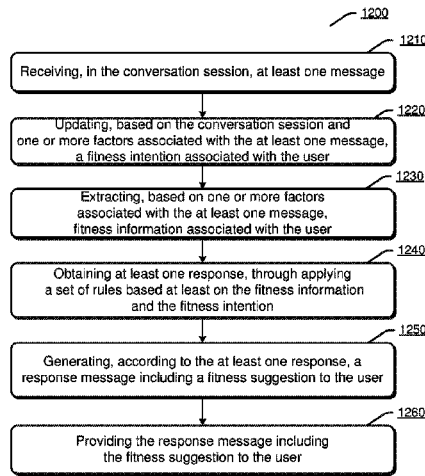 1200
1210
Receiving, in the conversation session, at least one message
1220
Updating, based on the conversation session and
one or more factors associated with the at least one message,
a fitness intention associated with the user
1230
Extracting, based on one or more factors
associated with the at least one message,
fitness information associated with the user
1240
Obtaining at least one response, through applying
a set of rules based at least on the fitness information
and the fitness intention
1250
Generating, according to the at least one response, a
response message including a fitness suggestion to the user
1260
Providing the response message including
the fitness suggestion to the user